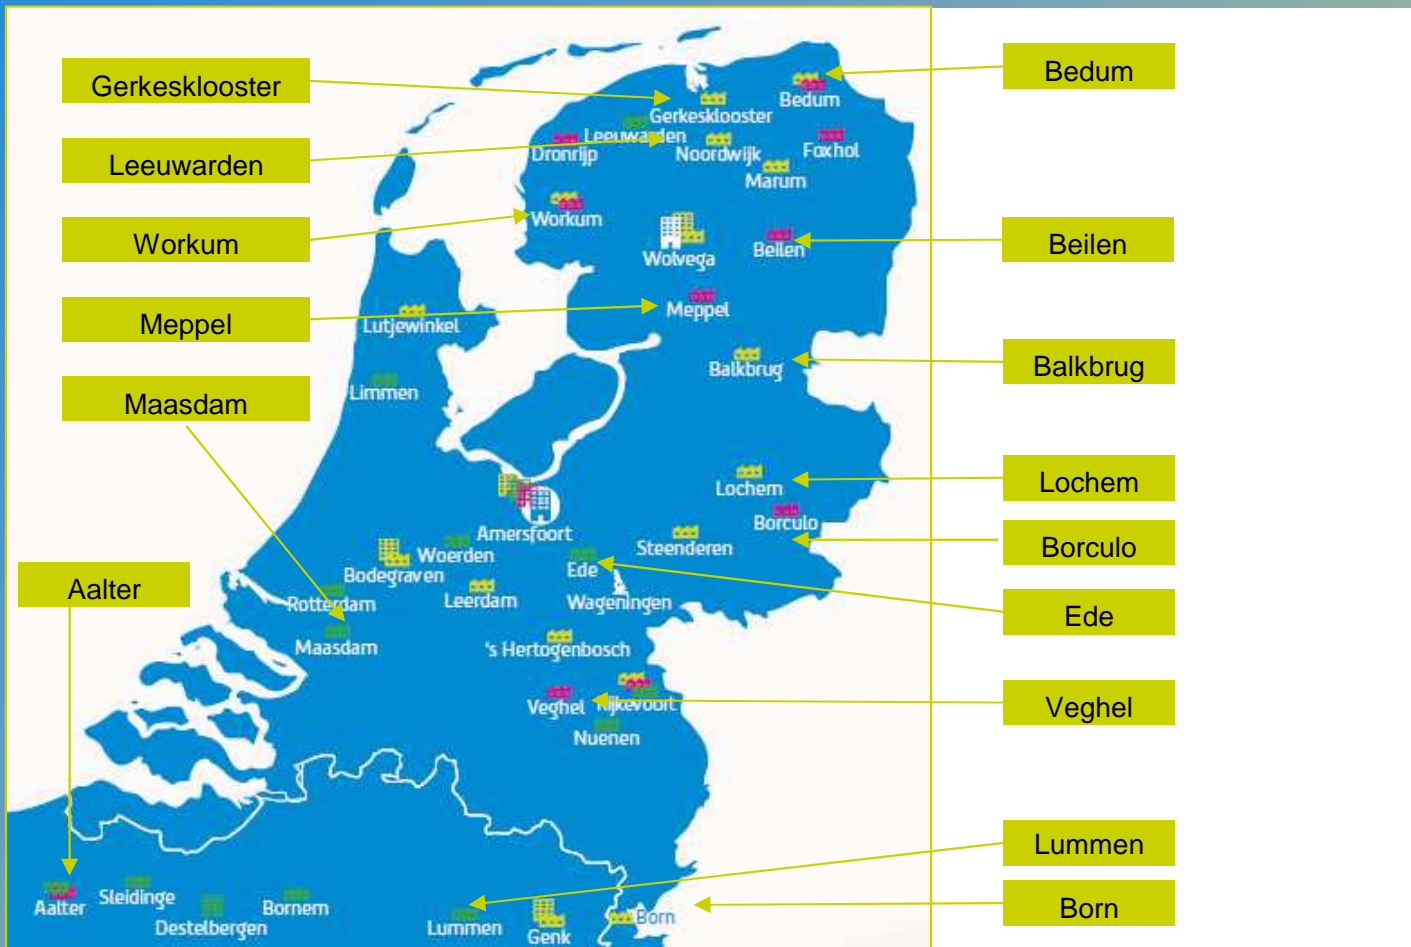 Gerkesklooster
Leeuwarden
Workum
Meppel
Maasdam
Aalter
Bedum
Gerkesklooster
Leeuwarden
Dronrijp
Noordwijk
Foxhol
Marum
Workum
Wolvega
Beilen
Meppel
Lutjewinkel
Balkbrug
Limmen
Lochem
Borculo
Amersfoort
Steenderen
Woerden
Bodegraven
Ede
Leerdam
Wageningen
Rotterdam
Maasdam
's Hertogenbosch
Veghel
Rijkevoort
Nuenen
Aalter
Sleidinge
Destelbergen
Bornem
Lummen
Genk
Born
Bedum
Beilen
Balkbrug
Lochem
Borculo
Ede
Veghel
Lummen
Born